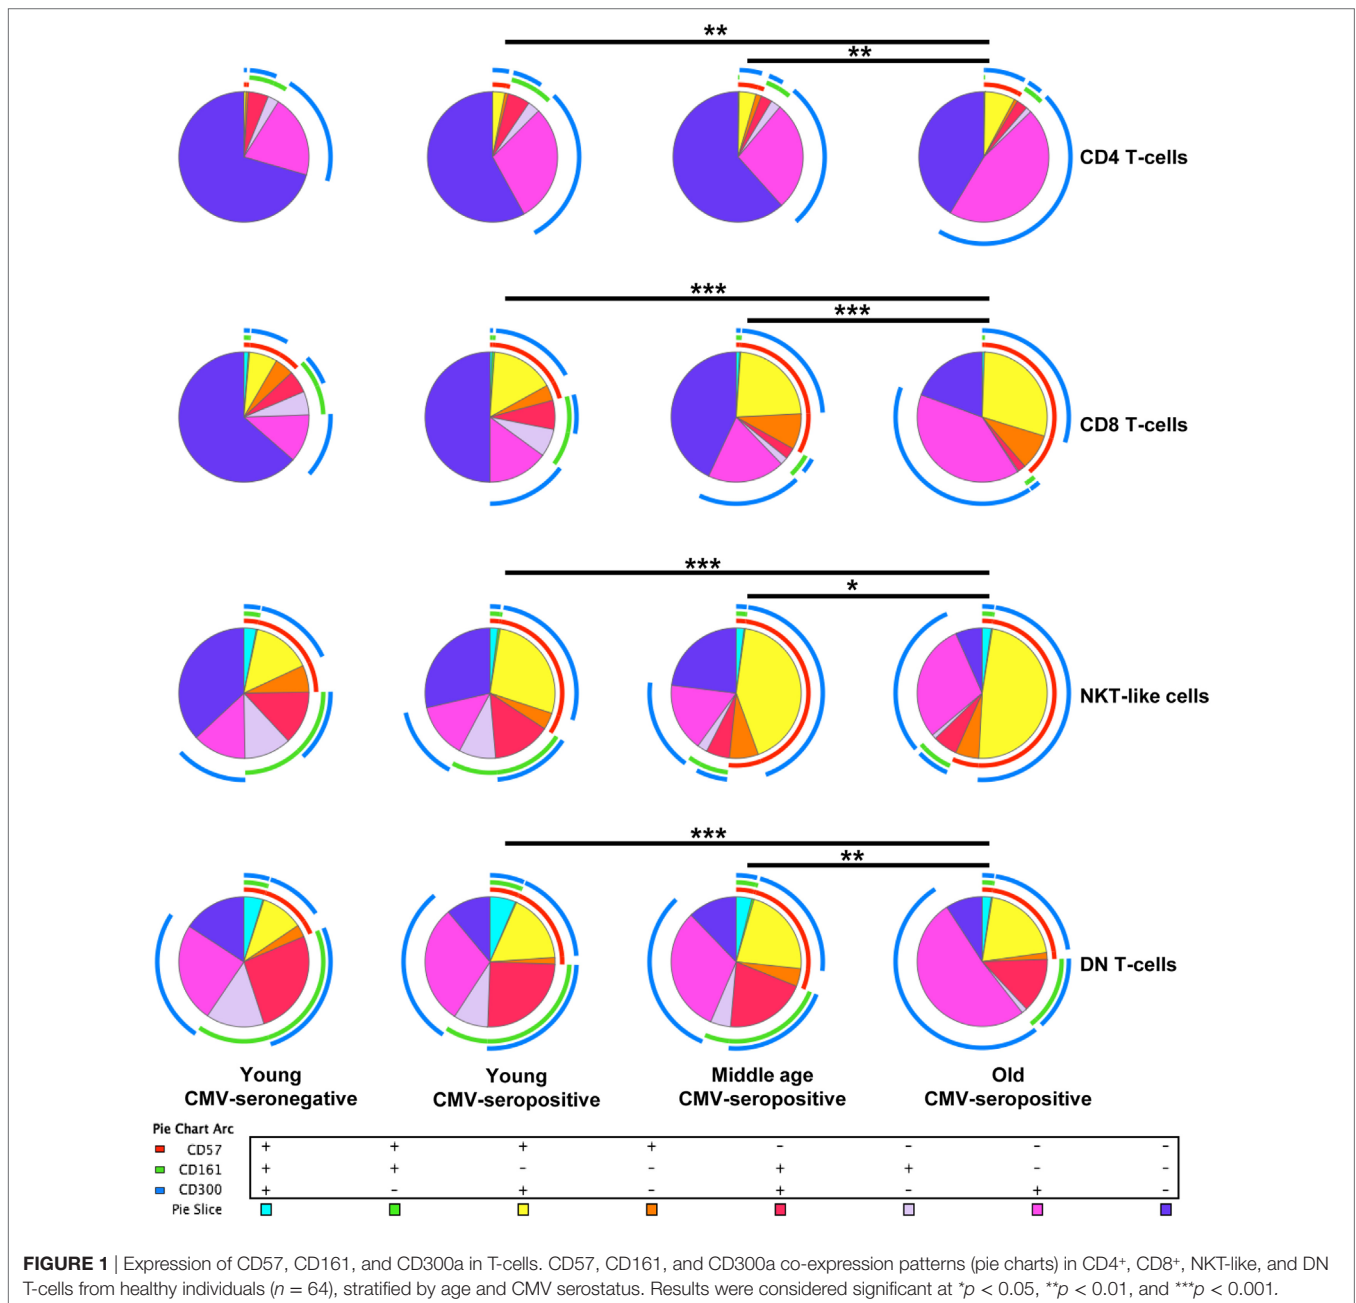 **
**
CD4 T-cells
***
***
CD8 T-cells
***
*
NKT-like cells
***
**
DN T-cells
Young
CMV-seronegative
Young
CMV-seropositive
Middle age
CMV-seropositive
Old
CMV-seropositive
Pie Chart Arc
CD57 + + + + - - - -
CD161 + + - - + + - -
CD300 + - + - + - + -
Pie Slice
FIGURE 1 | Expression of CD57, CD161, and CD300a in T-cells. CD57, CD161, and CD300a co-expression patterns (pie charts) in CD4⁺, CD8⁺, NKT-like, and DN
T-cells from healthy individuals (n = 64), stratified by age and CMV serostatus. Results were considered significant at *p < 0.05, **p < 0.01, and ***p < 0.001.